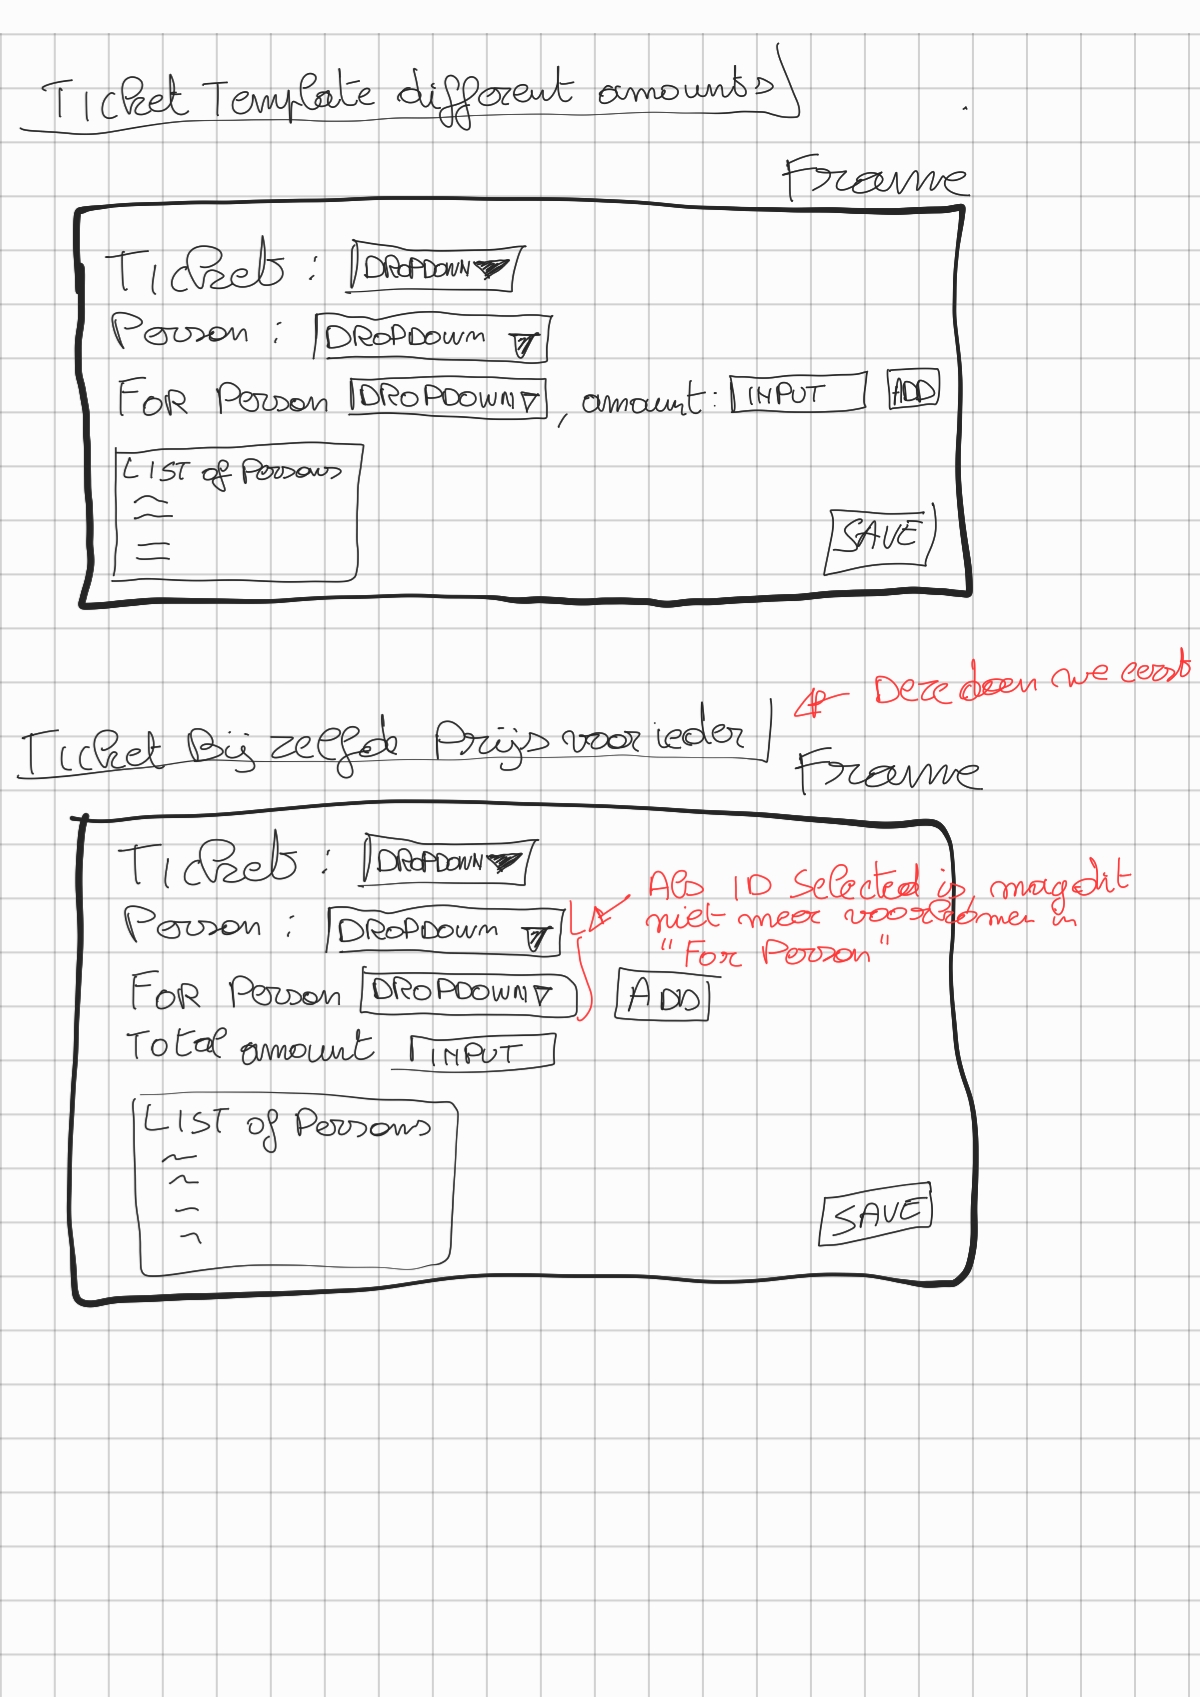 Ticket Template different amounts
Frame
Ticket : DROPDOWN
Person : DROPDOWN
FOR Person DROPDOWN, amount: INPUT ADD
LIST of Persons
SAVE
Deze doen we eerst
Ticket Bij zelfde Prijs voor ieder
Frame
Ticket : DROPDOWN
Als ID Selected is, mag dit
Person : DROPDOWN
niet meer voorkomen in
"For Person"
FOR Person DROPDOWN ADD
Total amount INPUT
LIST of Persons
SAVE